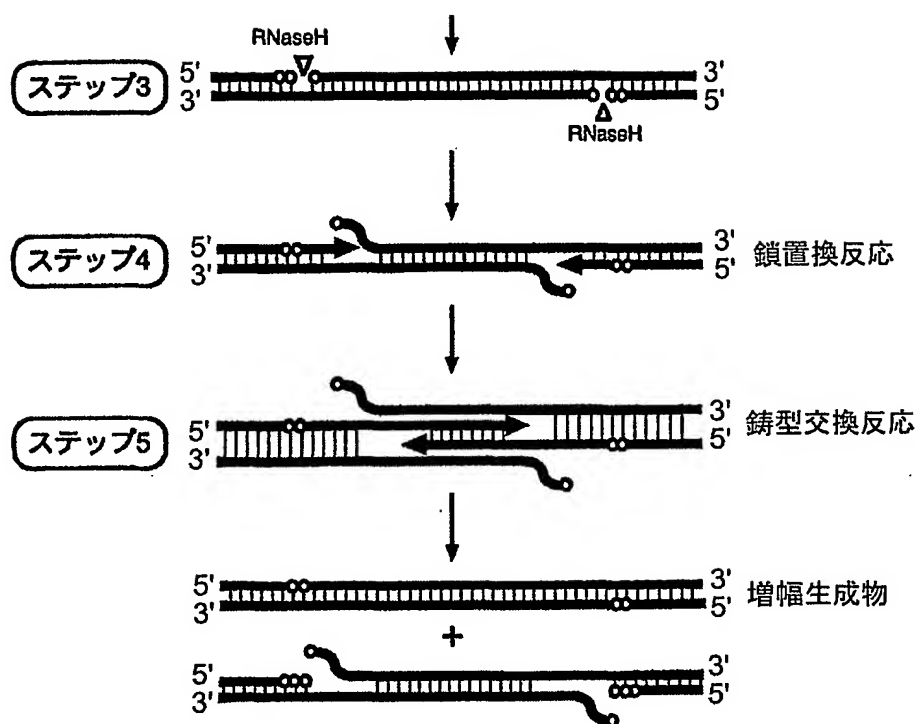 RNaseH
ステップ3
5' 3'
3' 5'
RNaseH
ステップ4
5' 3'
3' 5'
鎖置換反応
ステップ5
5' 3'
3' 5'
鋳型交換反応
5' 3'
3' 5'
増幅生成物
+
5' 3'
3' 5'